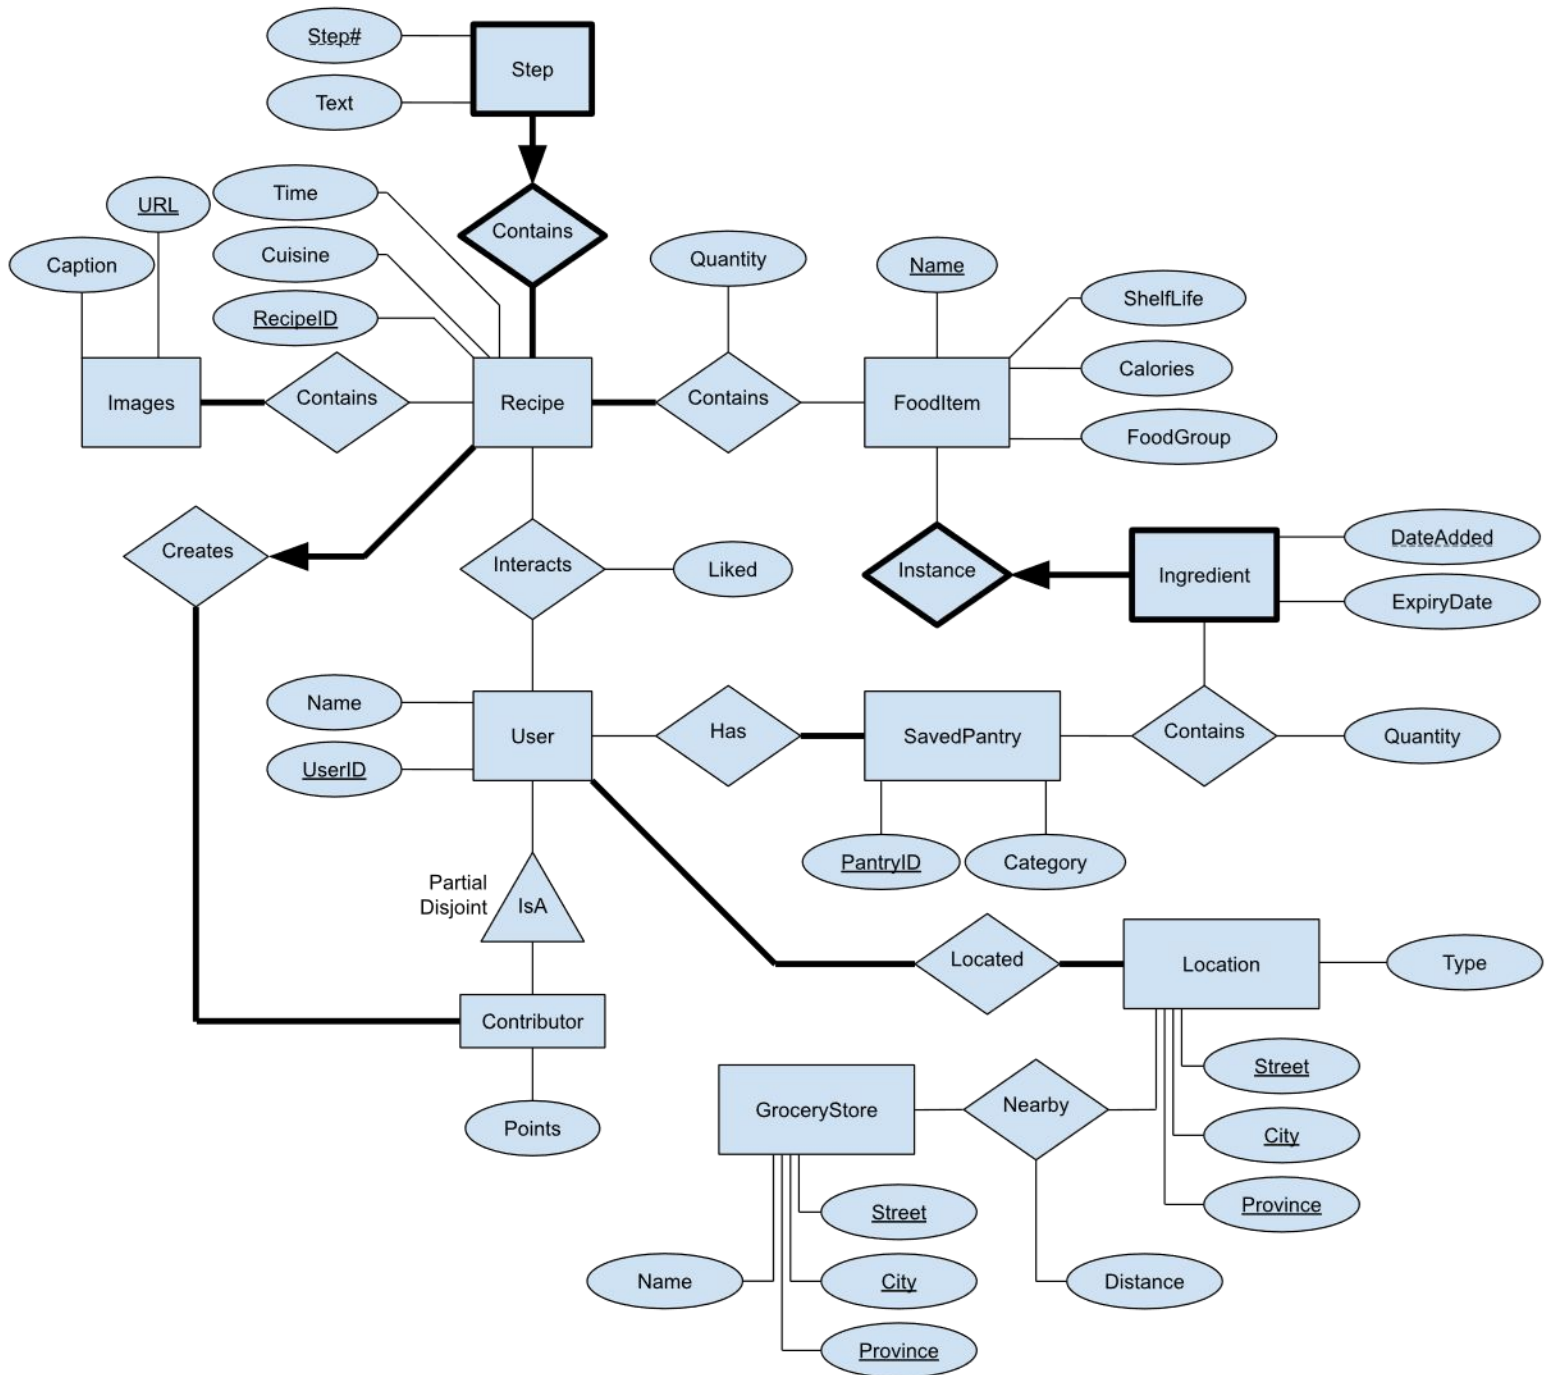 Step#
Step
Text
Time
URL
Contains
Cuisine
Quantity
Name
Caption
ShelfLife
RecipeID
Calories
Images
Contains
Recipe
Contains
FoodItem
FoodGroup
DateAdded
Creates
Interacts
Liked
Instance
Ingredient
ExpiryDate
Name
User
Has
SavedPantry
Contains
Quantity
UserID
PantryID
Category
Partial
Disjoint
IsA
Located
Location
Type
Contributor
Street
GroceryStore
Nearby
Points
City
Street
Province
Name
City
Distance
Province